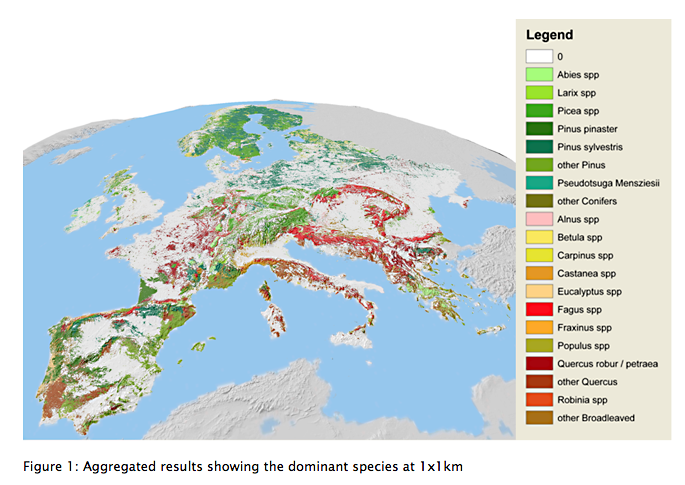 Legend
0
Abies spp
Larix spp
Picea spp
Pinus pinaster
Pinus sylvestris
other Pinus
Pseudotsuga Mensziesii
other Conifers
Alnus spp
Betula spp
Carpinus spp
Castanea spp
Eucalyptus spp
Fagus spp
Fraxinus spp
Populus spp
Quercus robur / petraea
other Quercus
Robinia spp
other Broadleaved
Figure 1: Aggregated results showing the dominant species at 1x1km